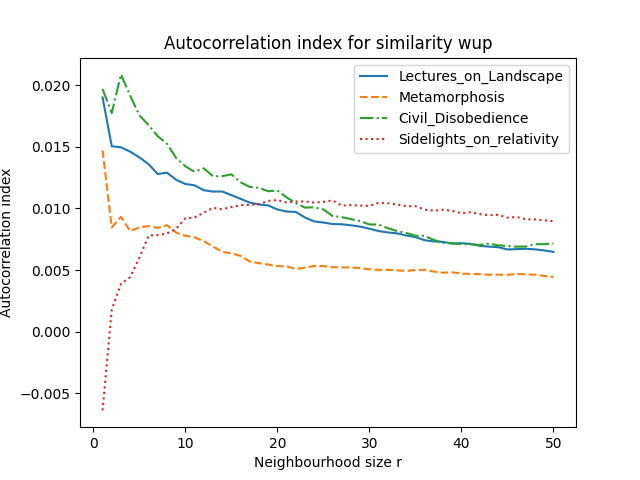 Autocorrelation index for similarity wup
Lectures_on_Landscape
Metamorphosis
Civil_Disobedience
Sidelights_on_relativity
Autocorrelation index
0.020
0.015
0.010
0.005
0.000
−0.005
0 10 20 30 40 50
Neighbourhood size r